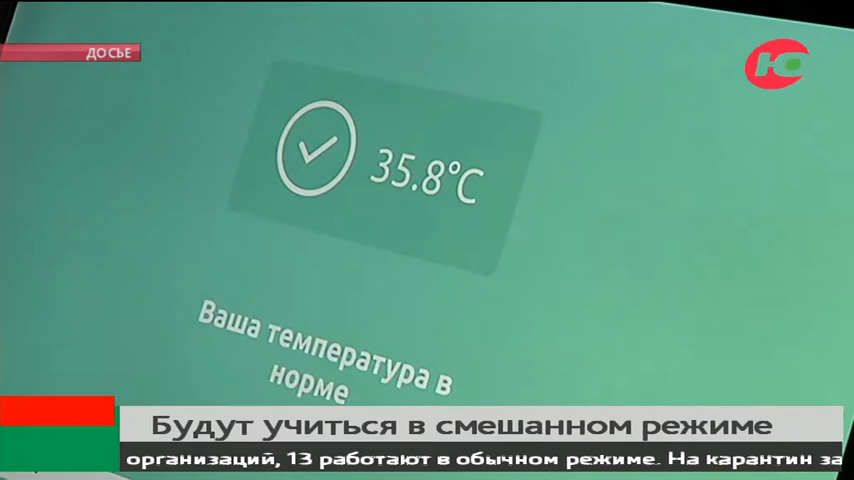 ДОСЬЕ
Ю
35.8°C
Ваша температура в
норме
Будут учиться в смешанном режиме
организаций, 13 работают в обычном режиме. На карантин за